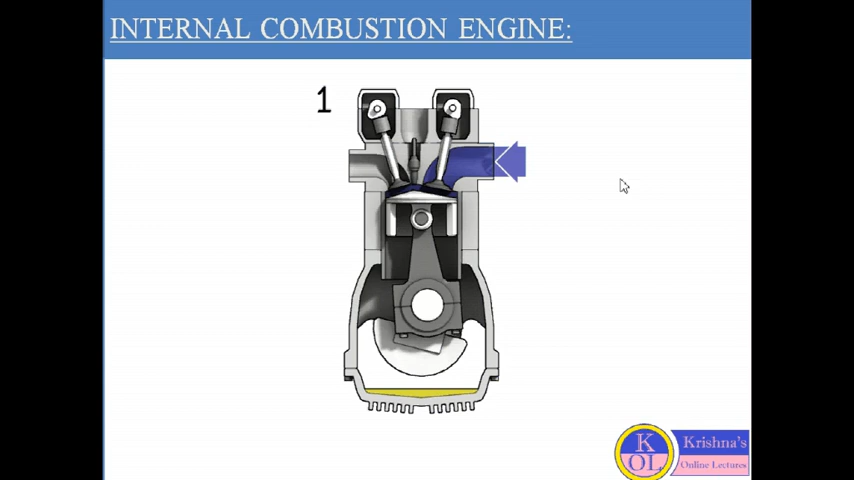 INTERNAL COMBUSTION ENGINE:
1
K
OL
Krishna's
Online Lectures